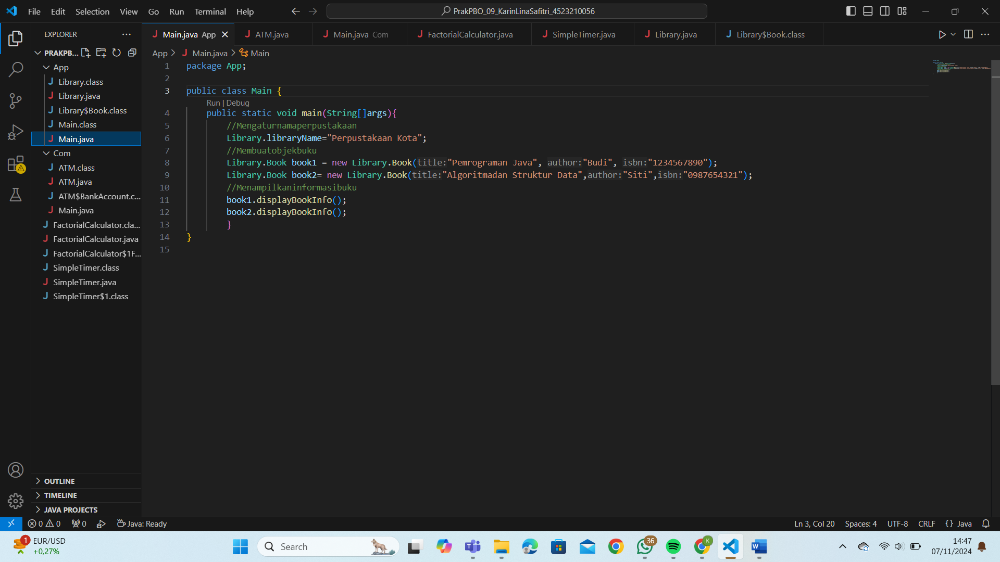 File Edit Selection View Go Run Terminal Help
PrakPBO_09_KarinLinaSafitri_4523210056
EXPLORER
PRAKPB...
App
Library.class
Library.java
Library$Book.class
Main.class
Main.java
Com
ATM.class
ATM.java
ATM$BankAccount.c...
Main.java
FactorialCalculator.cla...
FactorialCalculator.java
FactorialCalculator$1F...
SimpleTimer.class
SimpleTimer.java
SimpleTimer$1.class
OUTLINE
TIMELINE
JAVA PROJECTS
Main.java App ATM.java Main.java Com FactorialCalculator.java SimpleTimer.java Library.java Library$Book.class
App > Main.java > Main
1 package App;
2
3 public class Main {
Run | Debug
4 public static void main(String[]args){
5 //Mengaturnamaperpustakaan
6 Library.libraryName="Perpustakaan Kota";
7 //Membuatobjekbuku
8 Library.Book book1 = new Library.Book(title:"Pemrograman Java", author:"Budi", isbn:"1234567890");
9 Library.Book book2= new Library.Book(title:"Algoritmadan Struktur Data",author:"Siti",isbn:"0987654321");
10 //Menampilkaninformasibuku
11 book1.displayBookInfo();
12 book2.displayBookInfo();
13 }
14 }
15
0 0 0 Java: Ready
Ln 3, Col 20 Spaces: 4 UTF-8 CRLF {} Java
1 EUR/USD
+0,27%
Search
36
K
14:47
07/11/2024